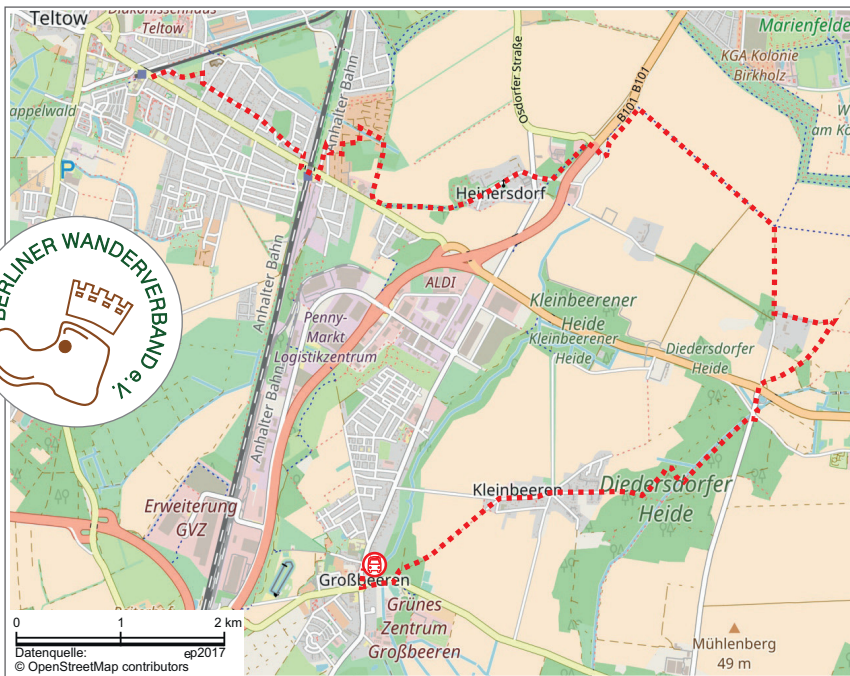 Teltow
Diakonissenhaus
Teltow
Marienfelde
KGA Kolonie
Birkholz
Osdorfer Straße
B101 B101
Anhalter Bahn
appelwald
am Ko
P
Heinersdorf
BERLINER WANDERVERBAND e. V.
Anhalter Bahn
ALDI
Kleinbeerener
Heide
Kleinbeerener
Heide
Penny-
Markt
Logistikzentrum
Diedersdorfer
Heide
Anhalter Bahn
Kleinbeeren
Diedersdorfer
Heide
Erweiterung
GVZ
Großbeeren
Grünes
Zentrum
Großbeeren
Mühlenberg
49 m
0 1 2 km
Datenquelle: ep2017
© OpenStreetMap contributors